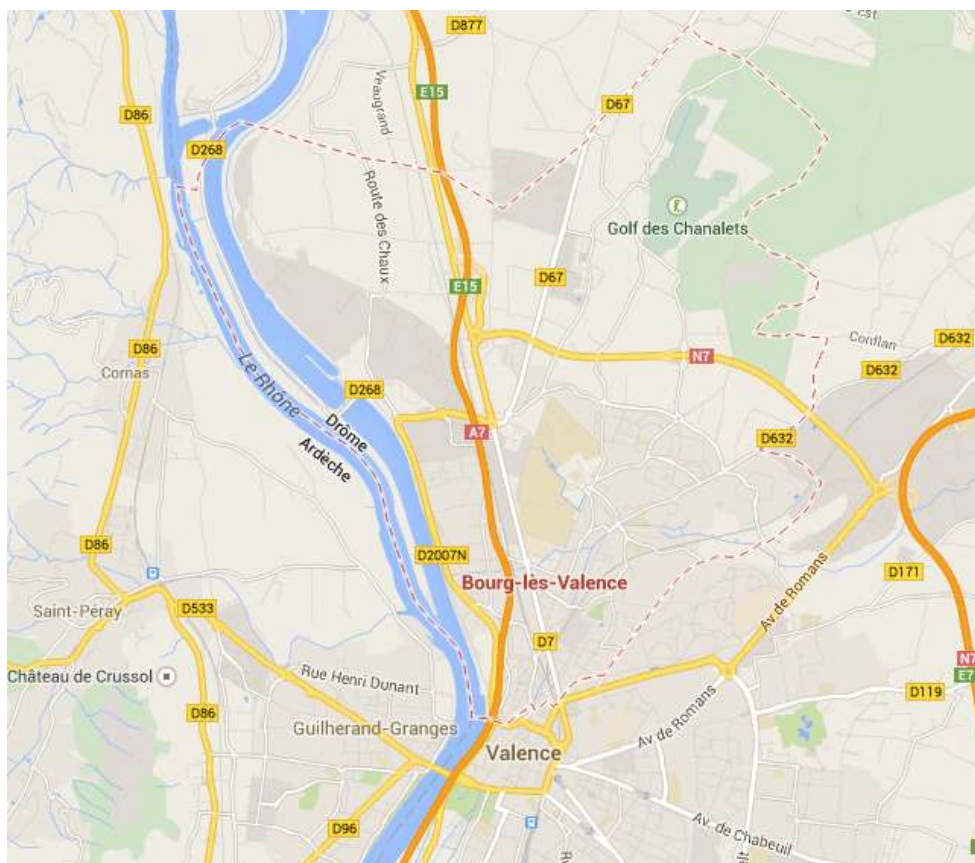 D877
Est
D86
E15
D67
Veaugrand
D268
Route des Chaux
Golf des Chanalets
E15
D67
D86
Cornas
Le Rhône
D268
N7
Conflan
D632
D632
Drôme
Ardèche
A7
D632
D86
D2007N
Av de Romans
D171
Bourg-lès-Valence
Saint-Péray
D533
D7
Château de Crussol
Rue Henri Dunant
N7
E7
D119
D86
Av de Romans
Guilherand-Granges
Valence
D96
Av. de Chabeuil